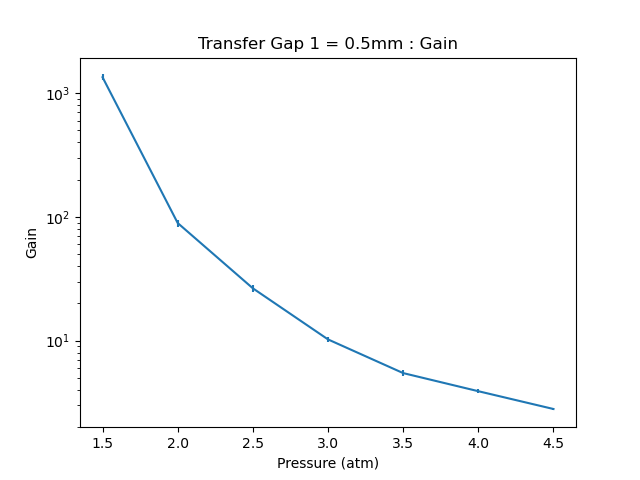 Transfer Gap 1 = 0.5mm : Gain
10³
10²
10¹
Gain
1.5 2.0 2.5 3.0 3.5 4.0 4.5
Pressure (atm)